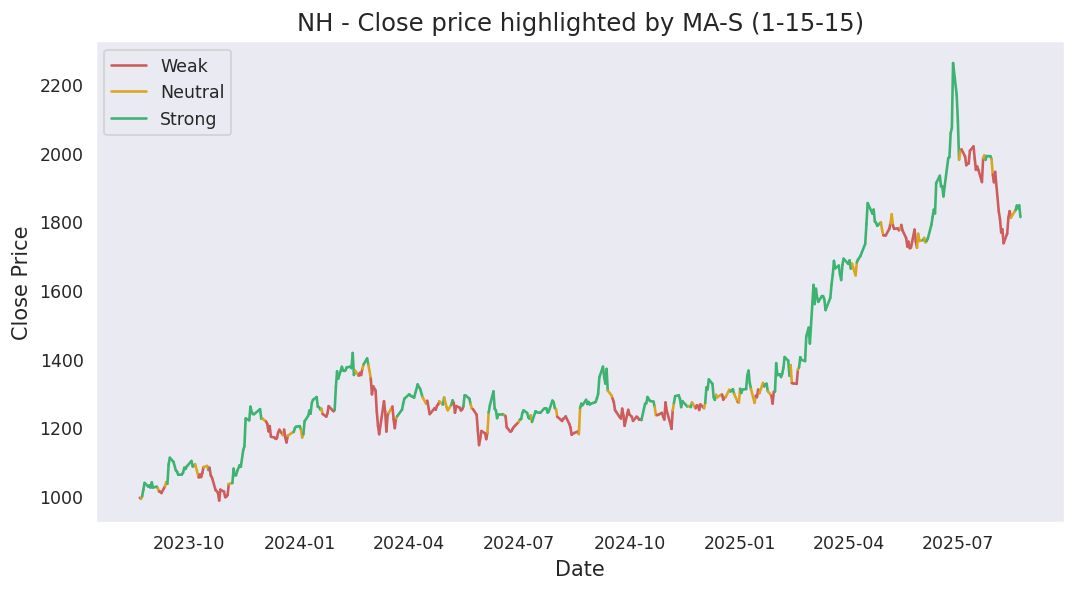 NH - Close price highlighted by MA-S (1-15-15)
Weak
Neutral
Strong
Close Price
2200
2000
1800
1600
1400
1200
1000
2023-10
2024-01
2024-04
2024-07
2024-10
2025-01
2025-04
2025-07
Date